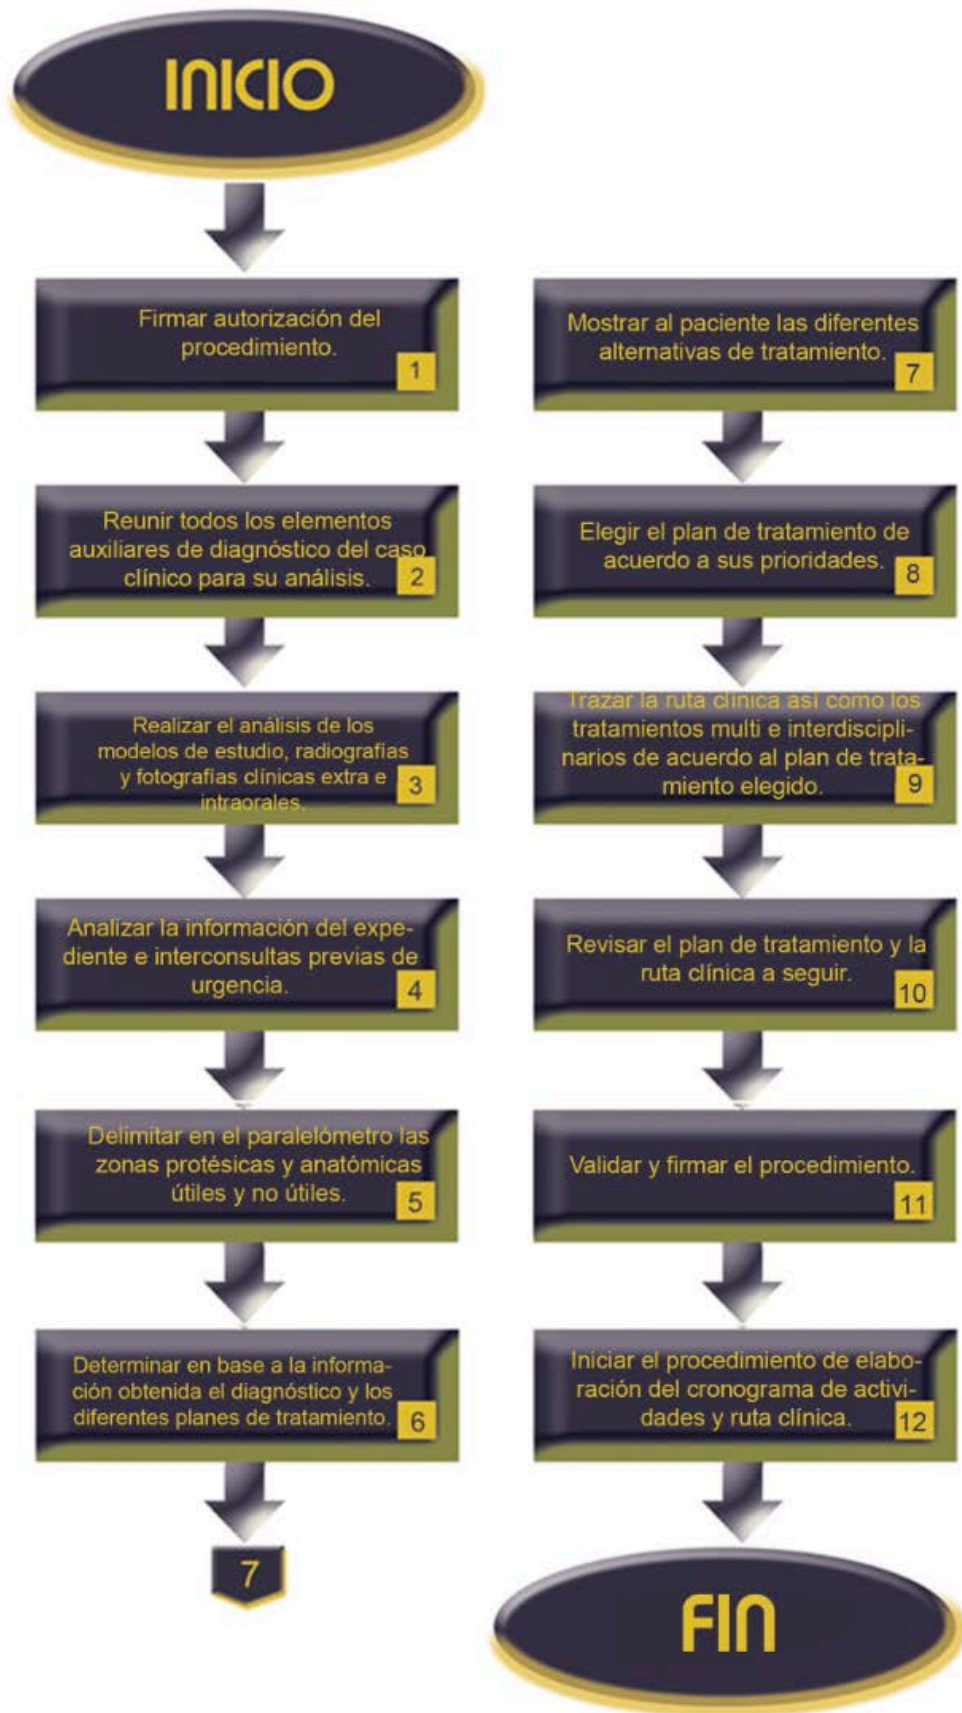 INICIO
Firmar autorización del
procedimiento.
1
Reunir todos los elementos
auxiliares de diagnóstico del caso
clínico para su análisis.
2
Realizar el análisis de los
modelos de estudio, radiografías
y fotografías clínicas extra e
intraorales.
3
Analizar la información del expe-
diente e interconsultas previas de
urgencia.
4
Delimitar en el paralelómetro las
zonas protésicas y anatómicas
útiles y no útiles.
5
Determinar en base a la informa-
ción obtenida el diagnóstico y los
diferentes planes de tratamiento.
6
7
Mostrar al paciente las diferentes
alternativas de tratamiento.
7
Elegir el plan de tratamiento de
acuerdo a sus prioridades.
8
Trazar la ruta clínica así como los
tratamientos multi e interdiscipli-
narios de acuerdo al plan de trata-
miento elegido.
9
Revisar el plan de tratamiento y la
ruta clínica a seguir.
10
Validar y firmar el procedimiento.
11
Iniciar el procedimiento de elabo-
ración del cronograma de activi-
dades y ruta clínica.
12
FIN